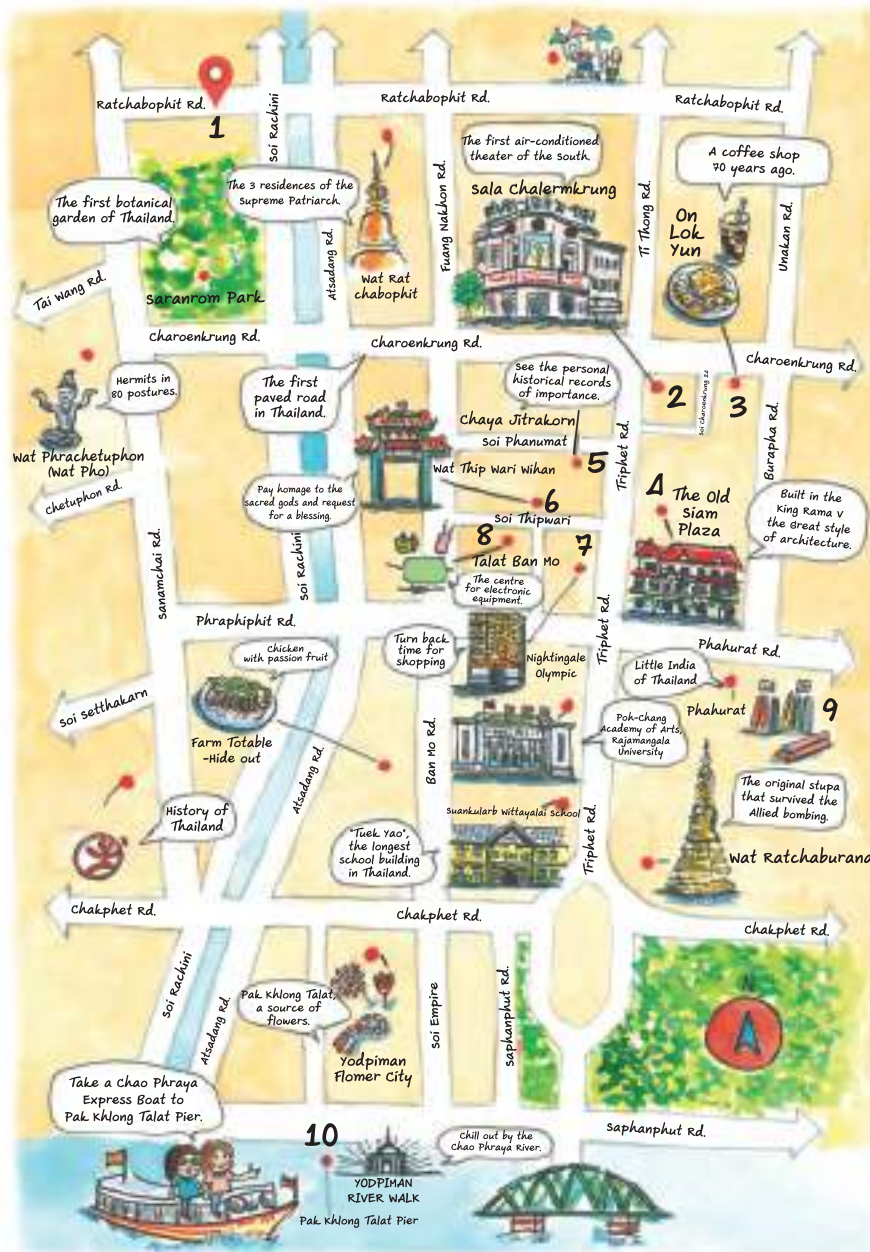 Ratchabophit Rd.
Ratchabophit Rd.
Ratchabophit Rd.
1
Soi Rachini
The first air-conditioned
theater of the south.
A coffee shop
70 years ago.
The first botanical
garden of Thailand.
The 3 residences of the
supreme Patriarch.
Sala Chalermkrung
Fuang Nakhon Rd.
Ti Thong Rd.
On
Lok
Yun
Unakan Rd.
Atsadang Rd.
Wat Rat
chabophit
Tai Wang Rd.
Saranrom Park
Charoenkrung Rd.
Charoenkrung Rd.
Charoenkrung Rd.
Hermits in
80 postures.
The first
paved road
in Thailand.
See the personal
historical records
of importance.
2
Soi Charoenkrung
3
Chaya Jitrakorn
Soi Phanumat
Triphet Rd.
Burapha Rd.
Wat Phrachetuphon
(Wat Pho)
Chetuphon Rd.
Wat Thip Wari Wihan
5
Pay homage to the
sacred gods and request
for a blessing.
6
Soi Thipwari
4
The Old
Siam
Plaza
Built in the
King Rama V
the Great style
of architecture.
sanamchai Rd.
Soi Rachini
8
Talat Ban Mo
7
The centre
for electronic
equipment.
Phraphiphit Rd.
Triphet Rd.
Phahurat Rd.
Chicken
with passion fruit
Turn back
time for
shopping
Nightingale
Olympic
Little India
of Thailand
Phahurat
9
Soi Setthakarn
Farm Totable
-Hide out
Atsadang Rd.
Ban Mo Rd.
Poh-Chang
Academy of Arts,
Rajamangala
University
History of
Thailand
Suankularb Wittayalai School
Triphet Rd.
The original stupa
that survived the
Allied bombing.
"Tuek Yao",
the longest
school building
in Thailand.
Wat Ratchaburana
Chakphet Rd.
Chakphet Rd.
Chakphet Rd.
Soi Rachini
Atsadang Rd.
Pak Khlong Talat,
a source of
flowers.
Soi Empire
saphanphut Rd.
N
Yodpiman
Flomer City
Take a Chao Phraya
Express Boat to
Pak Khlong Talat Pier.
Saphanphut Rd.
10
Chill out by the
Chao Phraya River.
YODPIMAN
RIVER WALK
Pak Khlong Talat Pier